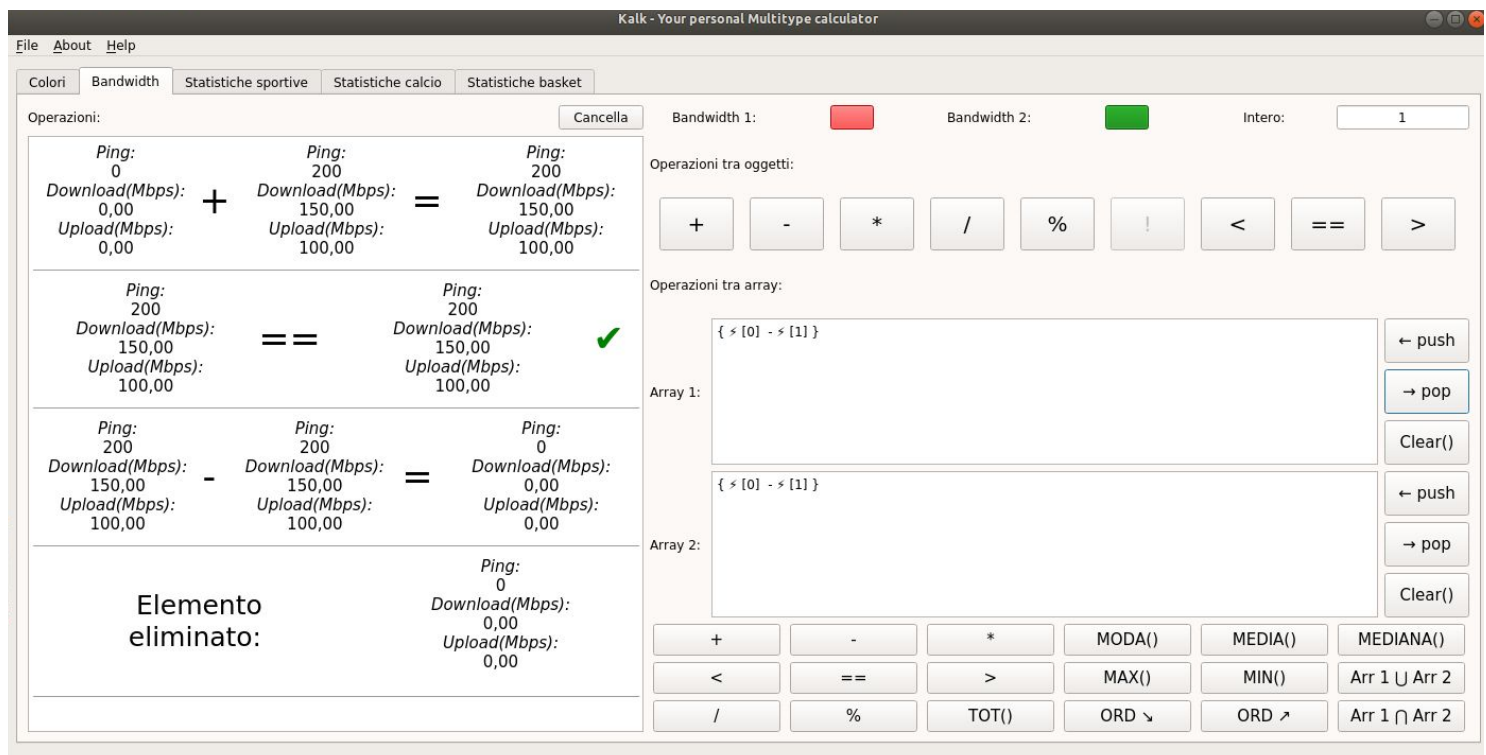 Kalk - Your personal Multitype calculator
File About Help
Colori Bandwidth Statistiche sportive Statistiche calcio Statistiche basket
Operazioni: Cancella
Ping: Ping: Ping:
0 200 200
Download(Mbps): + Download(Mbps): = Download(Mbps):
0,00 150,00 150,00
Upload(Mbps): Upload(Mbps): Upload(Mbps):
0,00 100,00 100,00
Ping: Ping:
200 200
Download(Mbps): == Download(Mbps): ✔
150,00 150,00
Upload(Mbps): Upload(Mbps):
100,00 100,00
Ping: Ping: Ping:
200 200 0
Download(Mbps): - Download(Mbps): = Download(Mbps):
150,00 150,00 0,00
Upload(Mbps): Upload(Mbps): Upload(Mbps):
100,00 100,00 0,00
Elemento
eliminato:
Ping:
0
Download(Mbps):
0,00
Upload(Mbps):
0,00
Bandwidth 1: Bandwidth 2: Intero: 1
Operazioni tra oggetti:
+ - * / % ! < == >
Operazioni tra array:
Array 1:
{ ⚡ [0] - ⚡ [1] }
← push
→ pop
Clear()
Array 2:
{ ⚡ [0] - ⚡ [1] }
← push
→ pop
Clear()
+ - * MODA() MEDIA() MEDIANA()
< == > MAX() MIN() Arr 1 ⋃ Arr 2
/ % TOT() ORD ↘ ORD ↗ Arr 1 ⋂ Arr 2